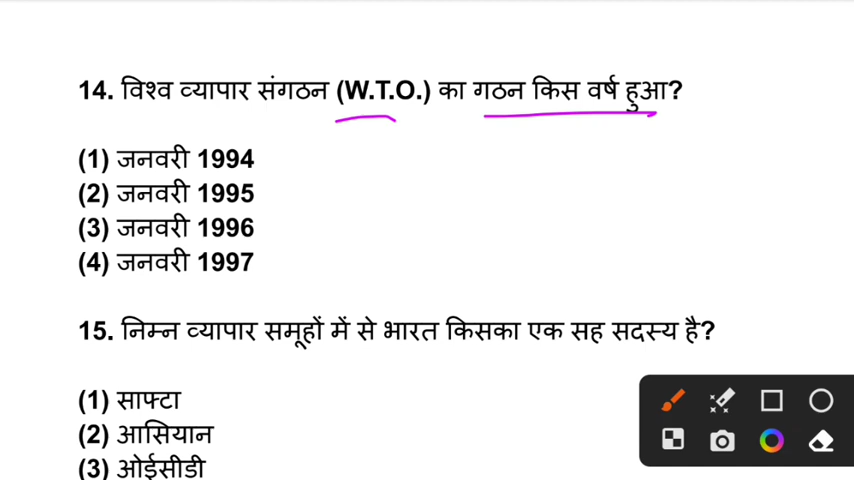 14. विश्व व्यापार संगठन (W.T.O.) का गठन किस वर्ष हुआ?
(1) जनवरी 1994
(2) जनवरी 1995
(3) जनवरी 1996
(4) जनवरी 1997
15. निम्न व्यापार समूहों में से भारत किसका एक सह सदस्य है?
(1) साफ्टा
(2) आसियान
(3) ओईसीडी